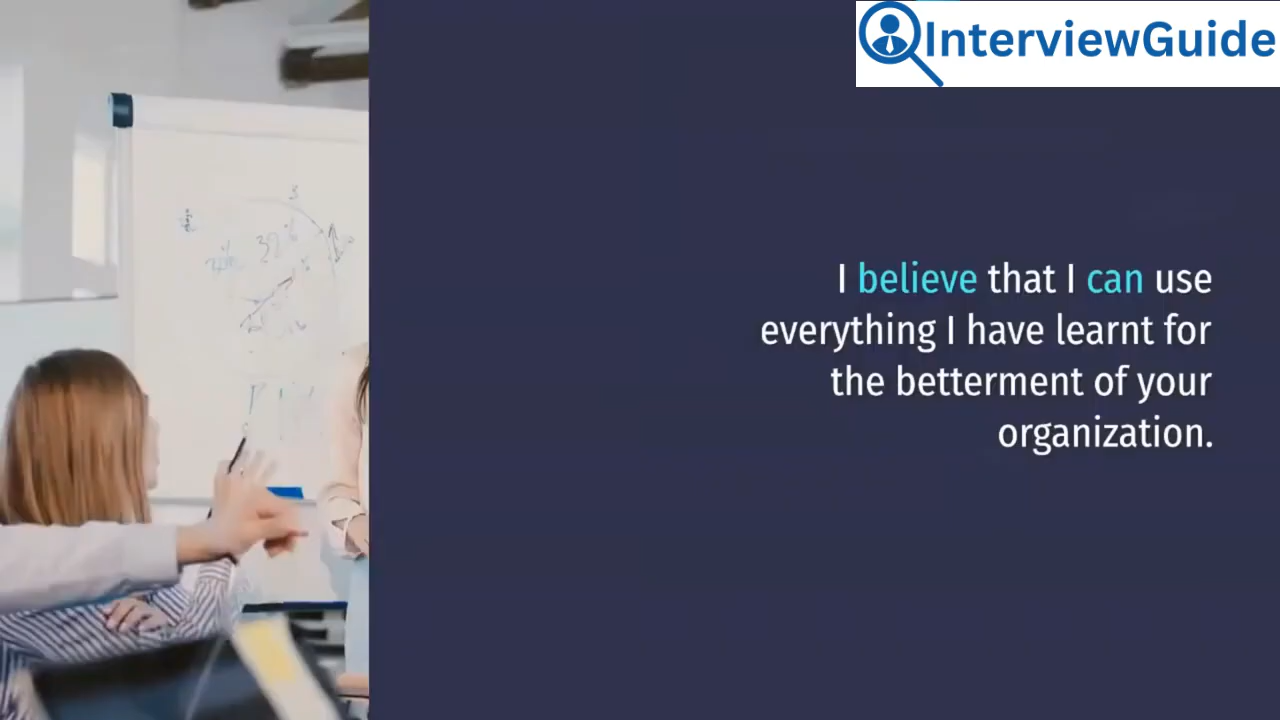 InterviewGuide
I believe that I can use
everything I have learnt for
the betterment of your
organization.